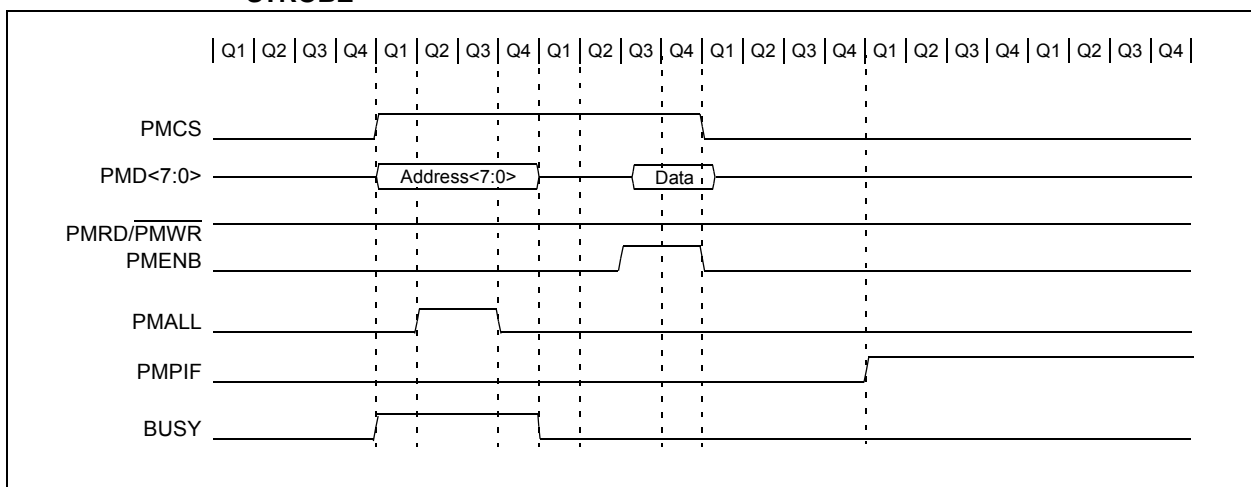 STROBE
Q1 Q2 Q3 Q4 Q1 Q2 Q3 Q4 Q1 Q2 Q3 Q4 Q1 Q2 Q3 Q4 Q1 Q2 Q3 Q4 Q1 Q2 Q3 Q4
PMCS
PMD<7:0> Address<7:0> Data
PMRD/PMWR
PMENB
PMALL
PMPIF
BUSY